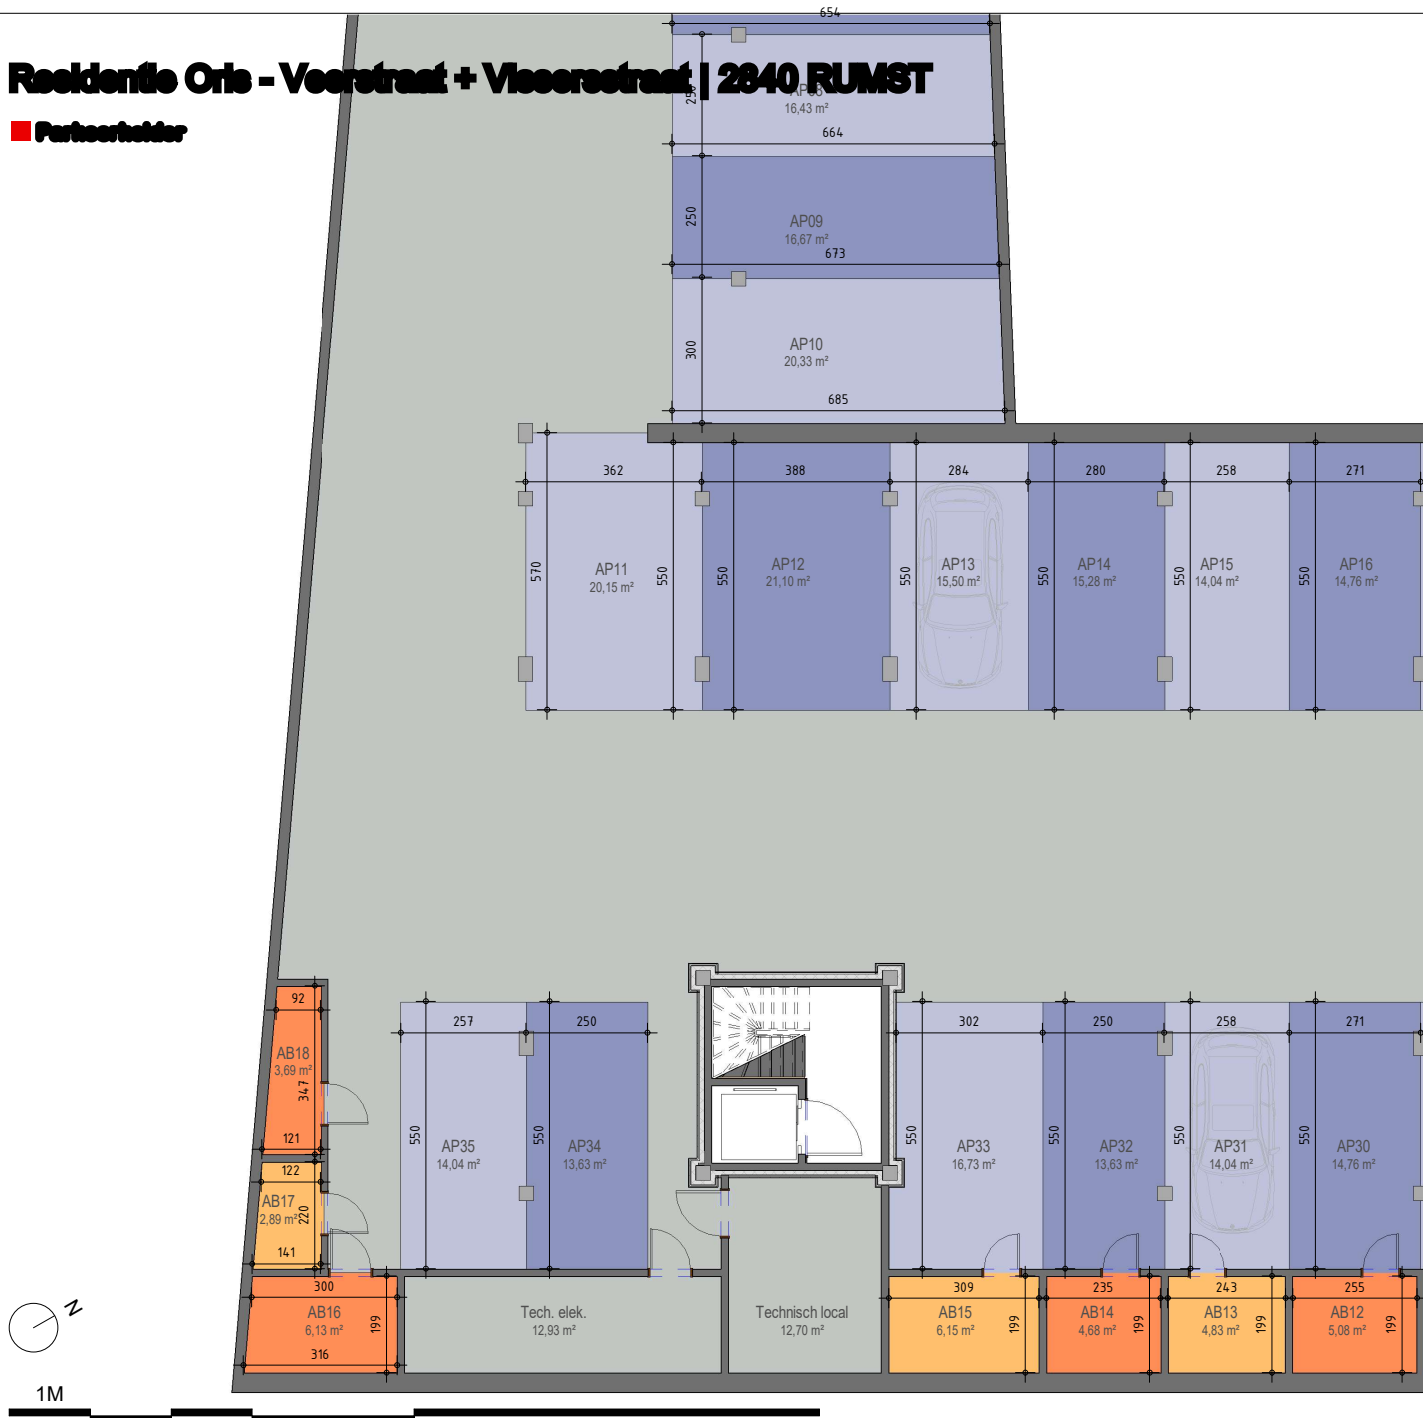 654
Residentie Oris - Veerstraat + Vissersstraat | 2840 RUMST
Parkeerkelder
AP08
16,43 m²
250
664
AP09
16,67 m²
250
673
AP10
20,33 m²
300
685
362
388
284
280
258
271
AP11
20,15 m²
570
550
AP12
21,10 m²
550
AP13
15,50 m²
550
AP14
15,28 m²
550
AP15
14,04 m²
550
AP16
14,76 m²
550
92
AB18
3,69 m²
347
121
122
AB17
2,89 m²
220
141
257
250
AP35
14,04 m²
550
AP34
13,63 m²
550
302
250
258
271
AP33
16,73 m²
550
AP32
13,63 m²
550
AP31
14,04 m²
550
AP30
14,76 m²
550
300
AB16
6,13 m²
199
316
Tech. elek.
12,93 m²
Technisch local
12,70 m²
309
AB15
6,15 m²
199
235
AB14
4,68 m²
199
243
AB13
4,83 m²
199
255
AB12
5,08 m²
199
N
1M